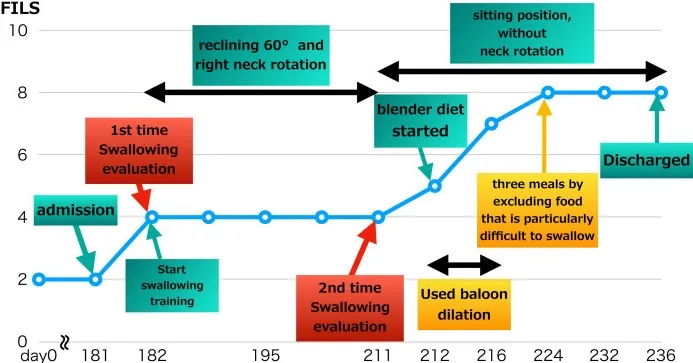 FILS
10
8
6
4
2
0
reclining 60° and
right neck rotation
sitting position,
without
neck rotation
1st time
Swallowing
evaluation
blender diet
started
admission
Start
swallowing
training
2nd time
Swallowing
evaluation
Used baloon
dilation
three meals by
excluding food
that is particularly
difficult to swallow
Discharged
day0 181 182 195 211 212 216 224 232 236